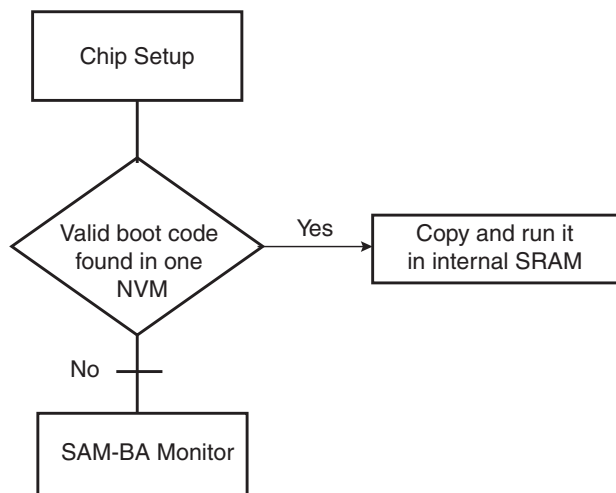 Chip Setup
Valid boot code
found in one
NVM
Yes
Copy and run it
in internal SRAM
No
SAM-BA Monitor